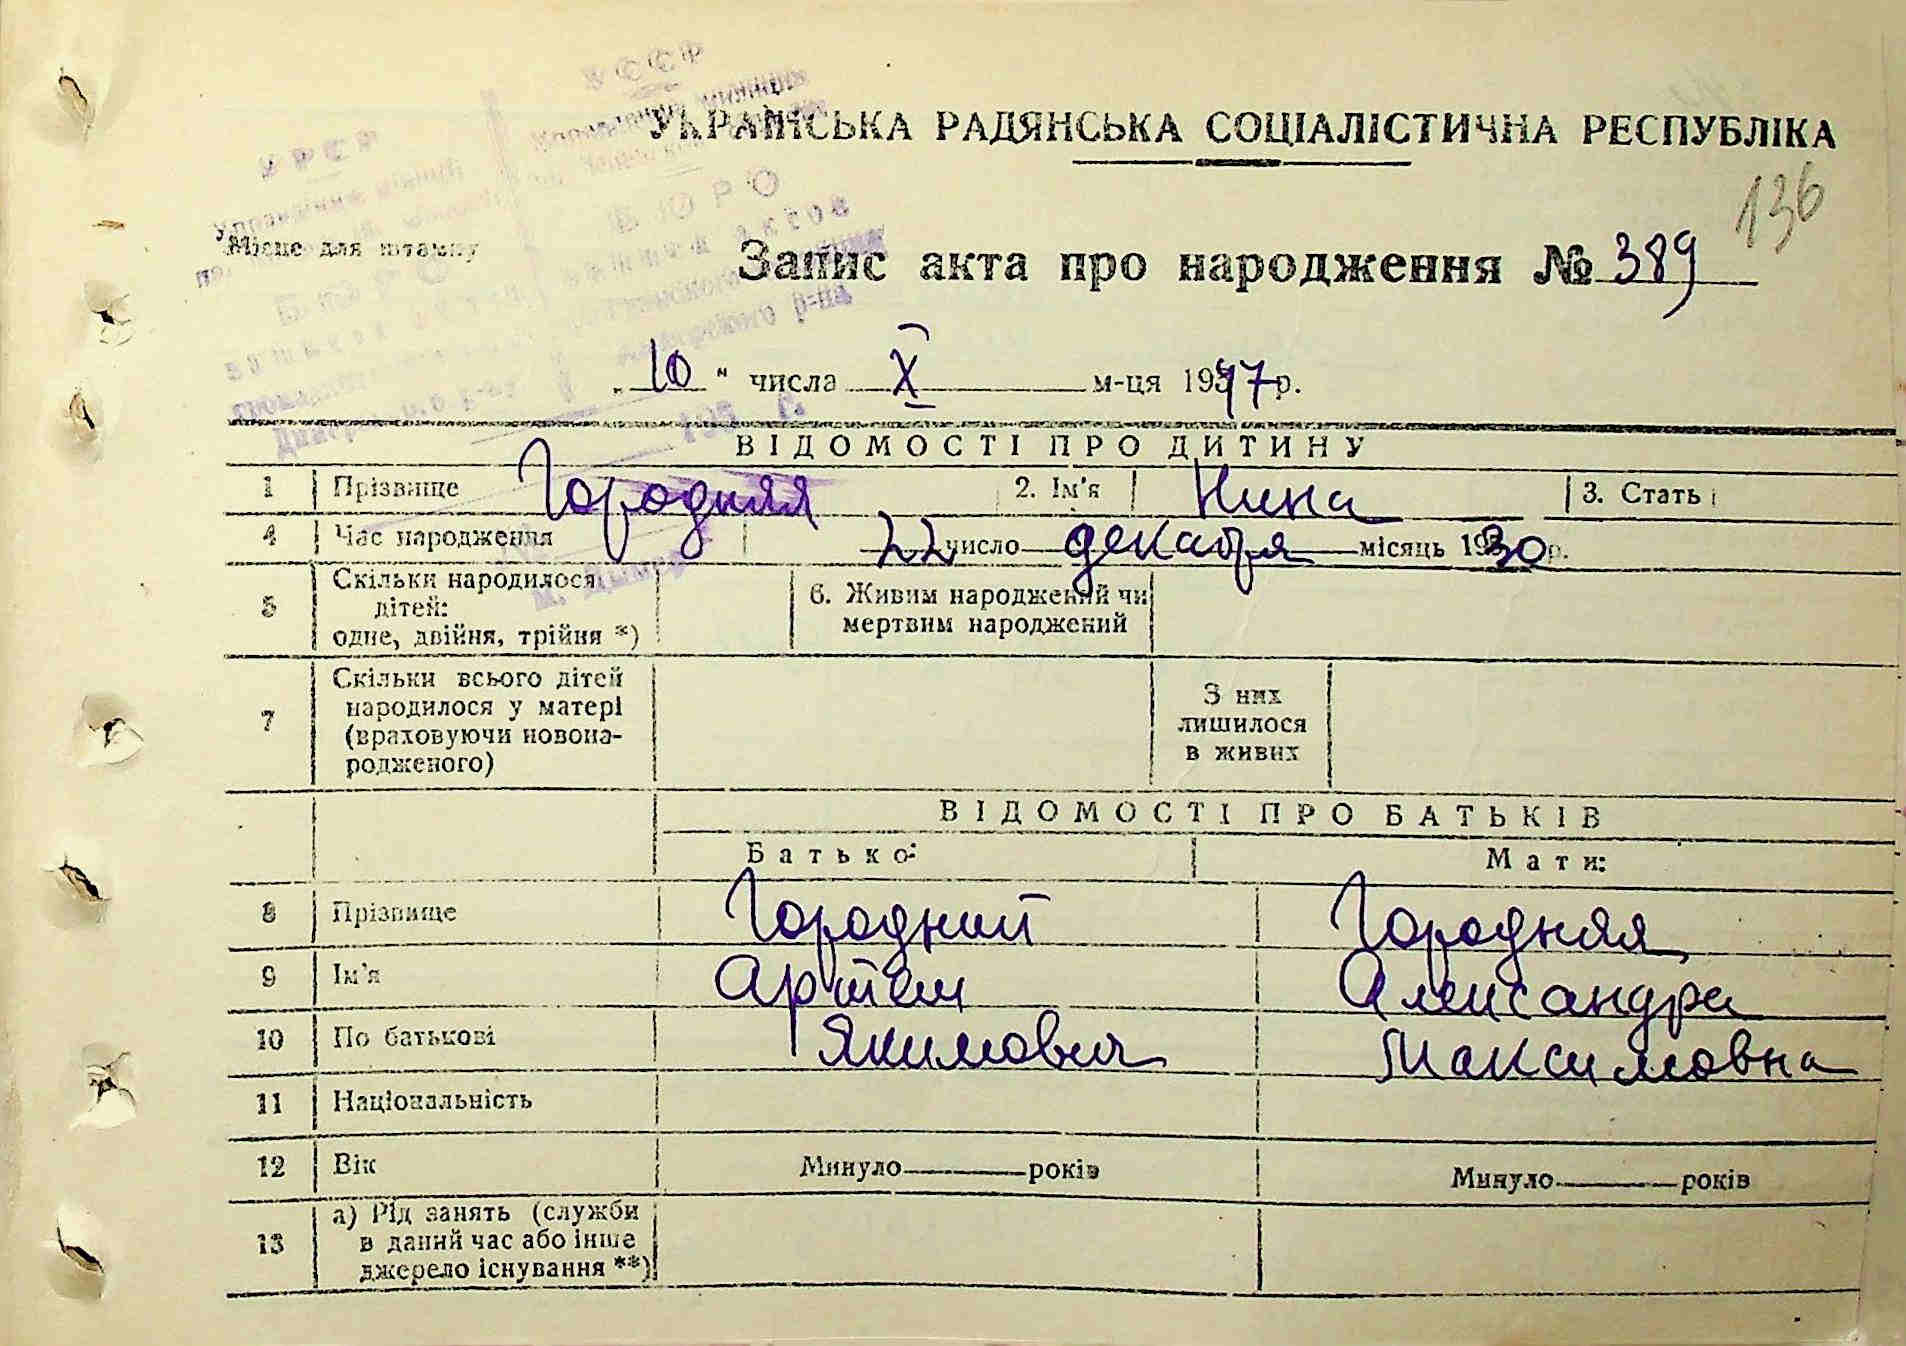 УССР
УРСР
УКРАЇНСЬКА РАДЯНСЬКА СОЦІАЛІСТИЧНА РЕСПУБЛІКА
136
Місце для штампу
БЮРО
Запис акта про народження № 389
„10“ числа X м-ця 1947 р.
ВІДОМОСТІ ПРО ДИТИНУ
1 Прізвище Городняя 2. Ім'я Нина 3. Стать
4 Час народження 22 число декабря місяць 1930 р.
5 Скільки народилося дітей: одне, двійня, трійня *) 6. Живим народжений чи мертвим народжений
7 Скільки всього дітей народилося у матері (враховуючи новонародженого) З них лишилося в живих
ВІДОМОСТІ ПРО БАТЬКІВ
Батько: Мати:
8 Прізвище Городний Городняя
9 Ім'я Артем Александра
10 По батькові Якимович Максимовна
11 Національність
12 Вік Минуло років Минуло років
13 а) Рід занять (служби в даний час або інше джерело існування **)